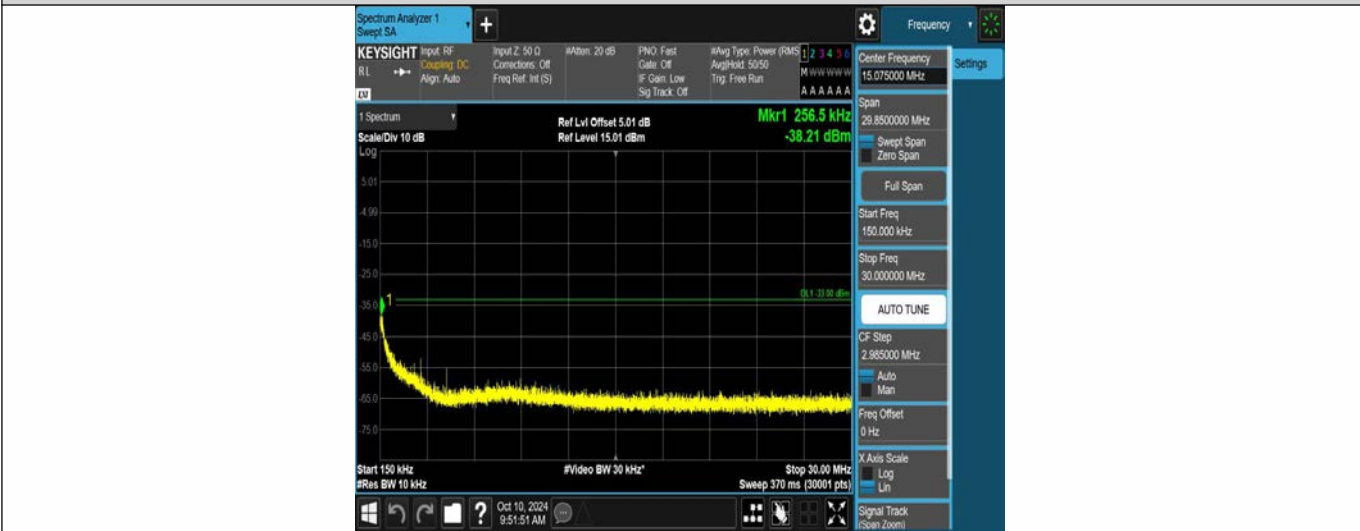 Spectrum Analyzer 1
Swept SA
+
Frequency
KEYSIGHT
RL
LXI
Input: RF
Coupling: DC
Align: Auto
Input Z: 50 Ω
Corrections: Off
Freq Ref: Int (S)
#Atten: 20 dB
PNO: Fast
Gate: Off
IF Gain: Low
Sig Track: Off
#Avg Type: Power (RMS
Avg|Hold: 50/50
Trig: Free Run
1 2 3 4 5 6
M W W W W W
A A A A A A
1 Spectrum
Scale/Div 10 dB
Log
Ref Lvl Offset 5.01 dB
Ref Level 15.01 dBm
Mkr1 256.5 kHz
-38.21 dBm
5.01
-4.99
-15.0
-25.0
-35.0
-45.0
-55.0
-65.0
-75.0
1
DL1 -33.00 dBm
Start 150 kHz
#Res BW 10 kHz
#Video BW 30 kHz*
Stop 30.00 MHz
Sweep 370 ms (30001 pts)
Center Frequency
15.075000 MHz
Span
29.8500000 MHz
Swept Span
Zero Span
Full Span
Start Freq
150.000 kHz
Stop Freq
30.000000 MHz
AUTO TUNE
CF Step
2.985000 MHz
Auto
Man
Freq Offset
0 Hz
X Axis Scale
Log
Lin
Signal Track
(Span Zoom)
Settings
?
Oct 10, 2024
9:51:51 AM